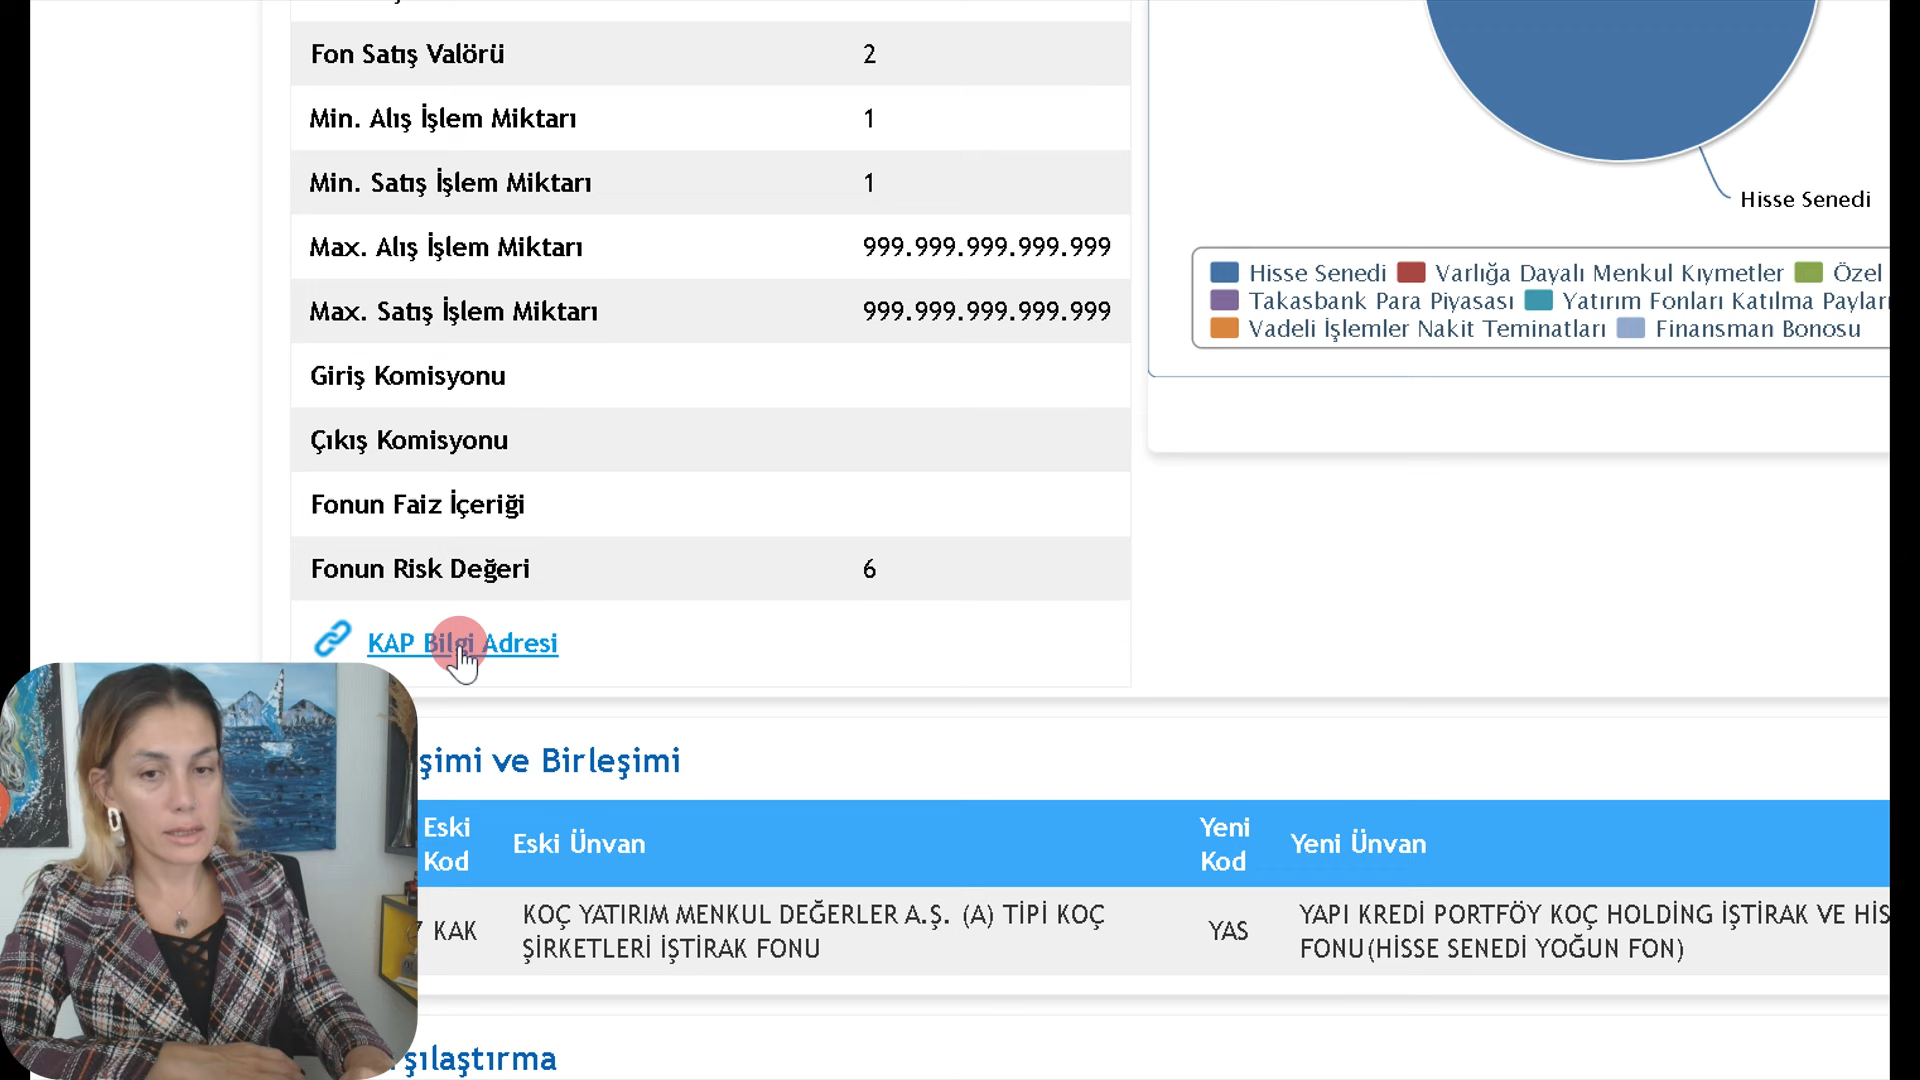 Fon Satış Valörü 2
Min. Alış İşlem Miktarı 1
Min. Satış İşlem Miktarı 1
Max. Alış İşlem Miktarı 999.999.999.999.999
Max. Satış İşlem Miktarı 999.999.999.999.999
Giriş Komisyonu
Çıkış Komisyonu
Fonun Faiz İçeriği
Fonun Risk Değeri 6
KAP Bilgi Adresi
Hisse Senedi
Hisse Senedi Varlığa Dayalı Menkul Kıymetler Özel
Takasbank Para Piyasası Yatırım Fonları Katılma Payları
Vadeli İşlemler Nakit Teminatları Finansman Bonosu
şimi ve Birleşimi
Eski Kod
Eski Ünvan
Yeni Kod
Yeni Ünvan
7 KAK
KOÇ YATIRIM MENKUL DEĞERLER A.Ş. (A) TİPİ KOÇ
ŞİRKETLERİ İŞTİRAK FONU
YAS
YAPI KREDİ PORTFÖY KOÇ HOLDİNG İŞTİRAK VE HİS
FONU(HİSSE SENEDİ YOĞUN FON)
şılaştırma